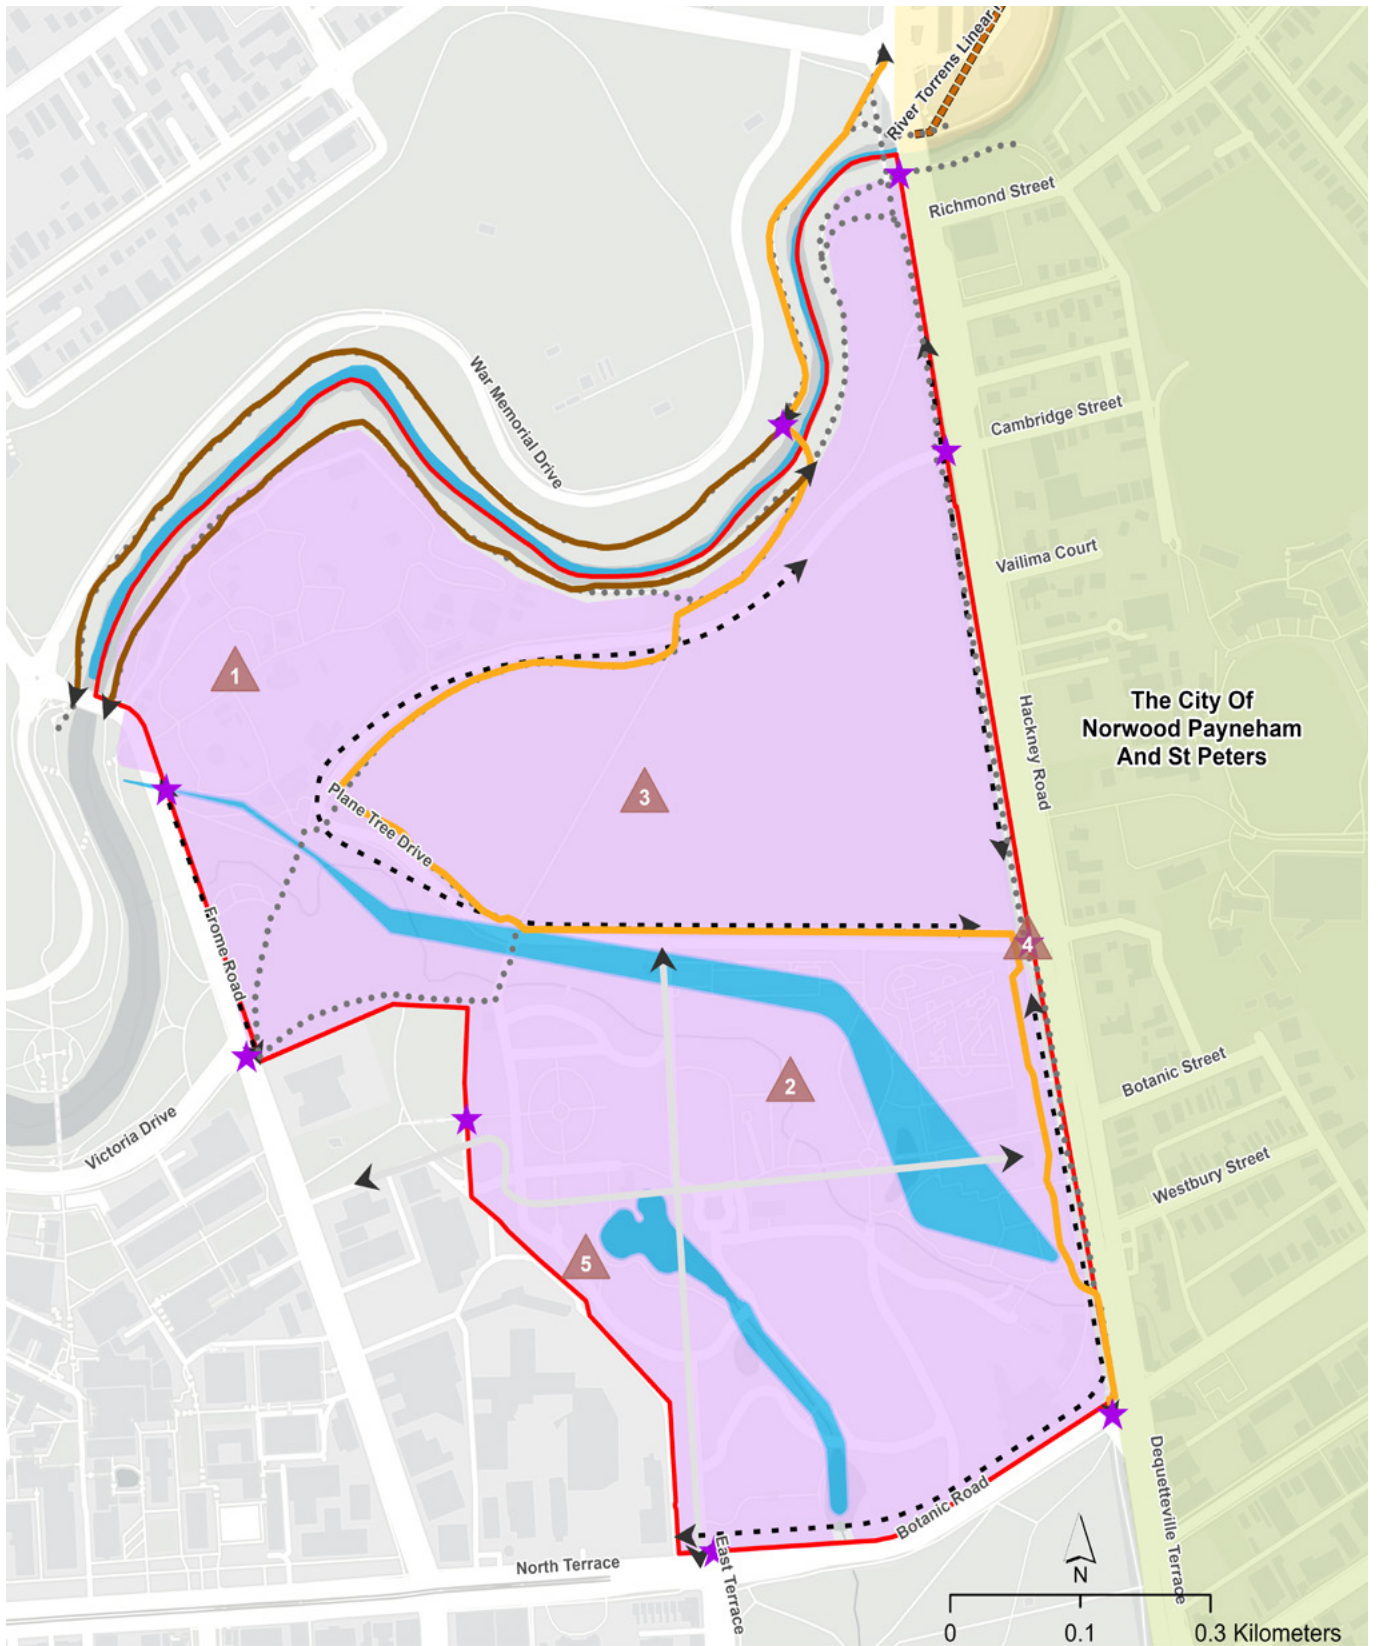 River Torrens Linear
Richmond Street
War Memorial Drive
Cambridge Street
Vailima Court
1
Hackney Road
The City Of
Norwood Payneham
And St Peters
3
Plane Tree Drive
Frome Road
4
2
Botanic Street
Victoria Drive
Westbury Street
5
Dequetteville Terrace
Botanic Road
North Terrace
East Terrace
N
0
0.1
0.3 Kilometers